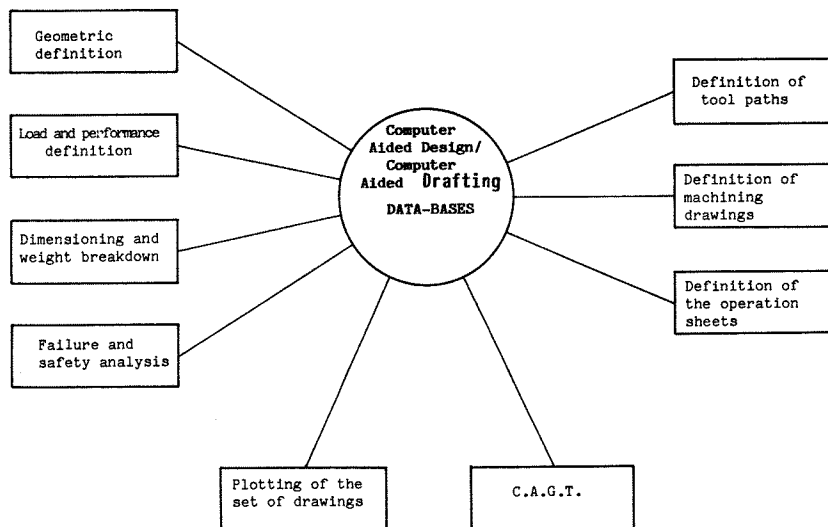 Geometric
definition
Load and performance
definition
Dimensioning and
weight breakdown
Failure and
safety analysis
Computer
Aided Design/
Computer
Aided Drafting
DATA-BASES
Definition of
tool paths
Definition of
machining
drawings
Definition of
the operation
sheets
Plotting of the
set of drawings
C.A.G.T.